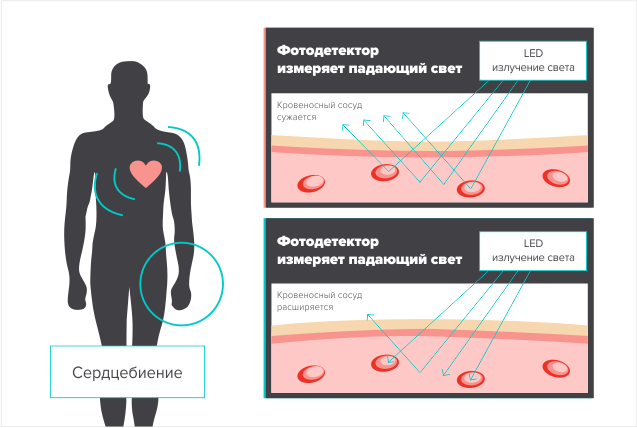 Фотодетектор
измеряет падающий свет
LED
излучение света
Кровеносный сосуд
сужается
Фотодетектор
измеряет падающий свет
LED
излучение света
Кровеносный сосуд
расширяется
Сердцебиение